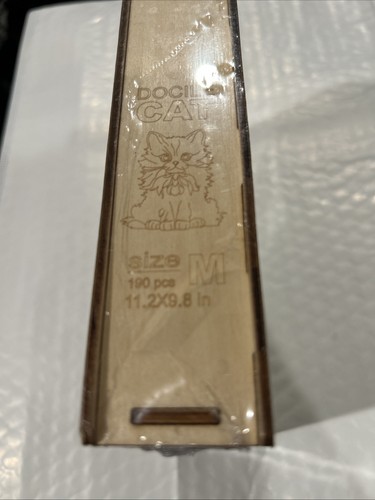 DOCILE
CAT
size M
190 pcs
11.2X9.8 in